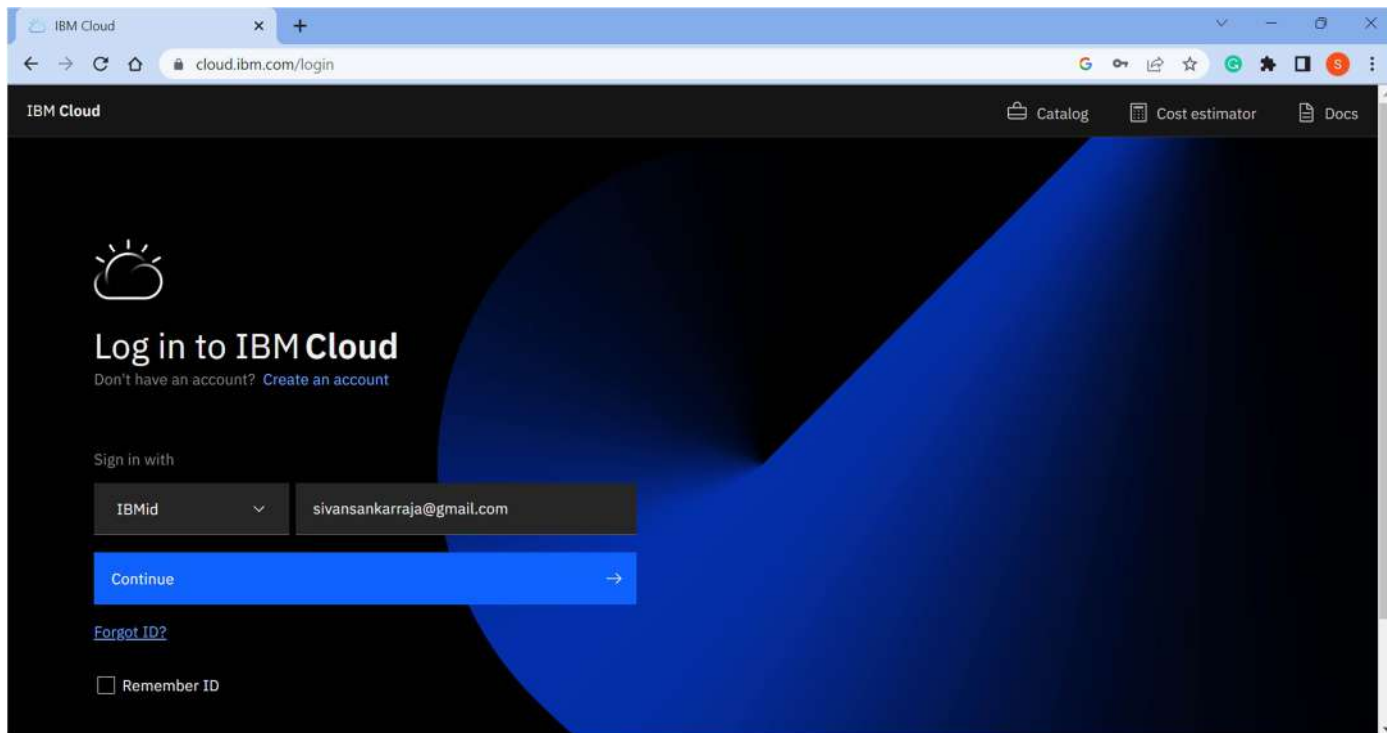 IBM Cloud
cloud.ibm.com/login
S
IBM Cloud
Catalog
Cost estimator
Docs
Log in to IBM Cloud
Don't have an account? Create an account
Sign in with
IBMid
sivansankarraja@gmail.com
Continue
Forgot ID?
Remember ID